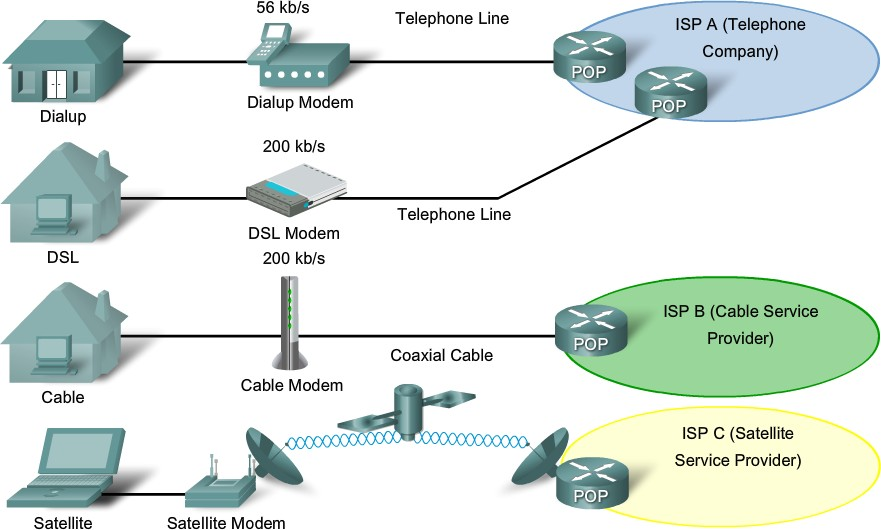 56 kb/s
Telephone Line
ISP A (Telephone
Company)
POP
POP
Dialup Modem
Dialup
200 kb/s
Telephone Line
DSL Modem
DSL
200 kb/s
ISP B (Cable Service
Provider)
POP
Coaxial Cable
Cable Modem
Cable
ISP C (Satellite
Service Provider)
POP
Satellite
Satellite Modem